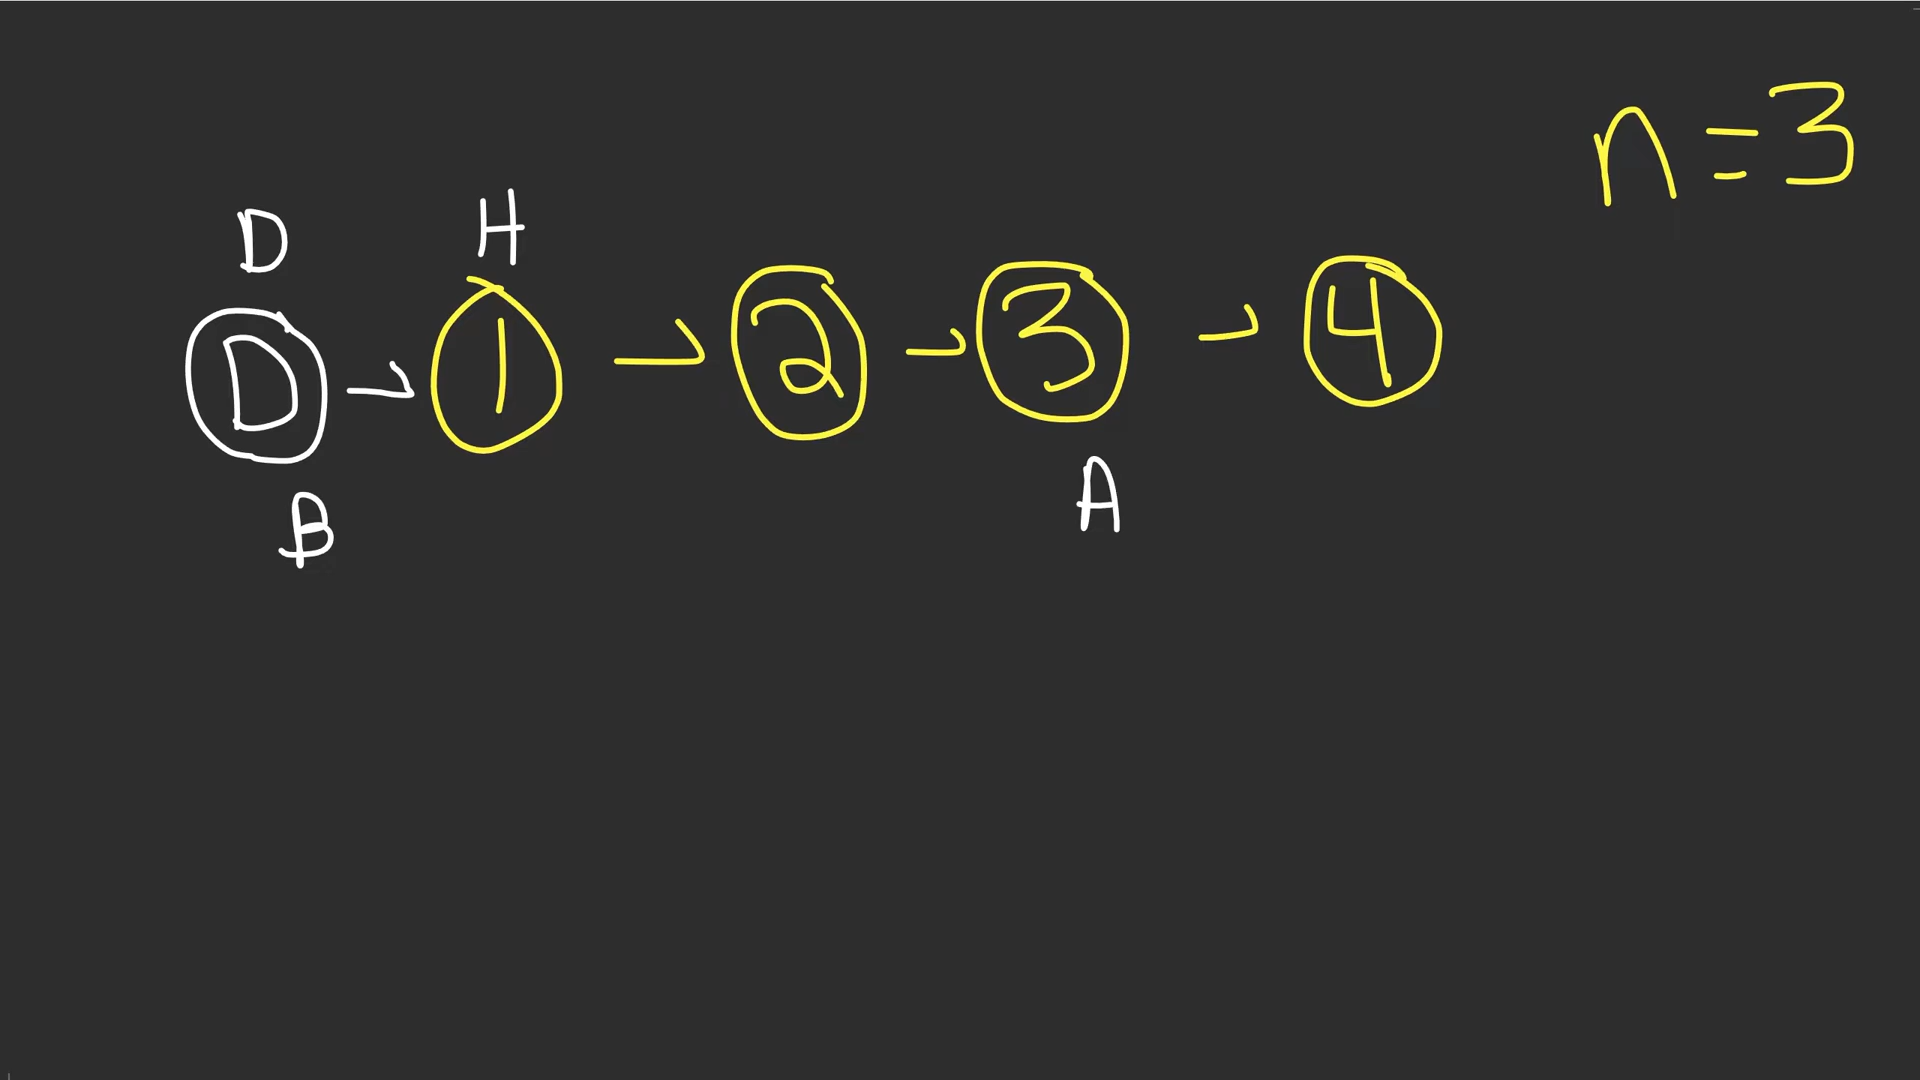 n = 3
D H
D → 1 → 2 → 3 → 4
B A